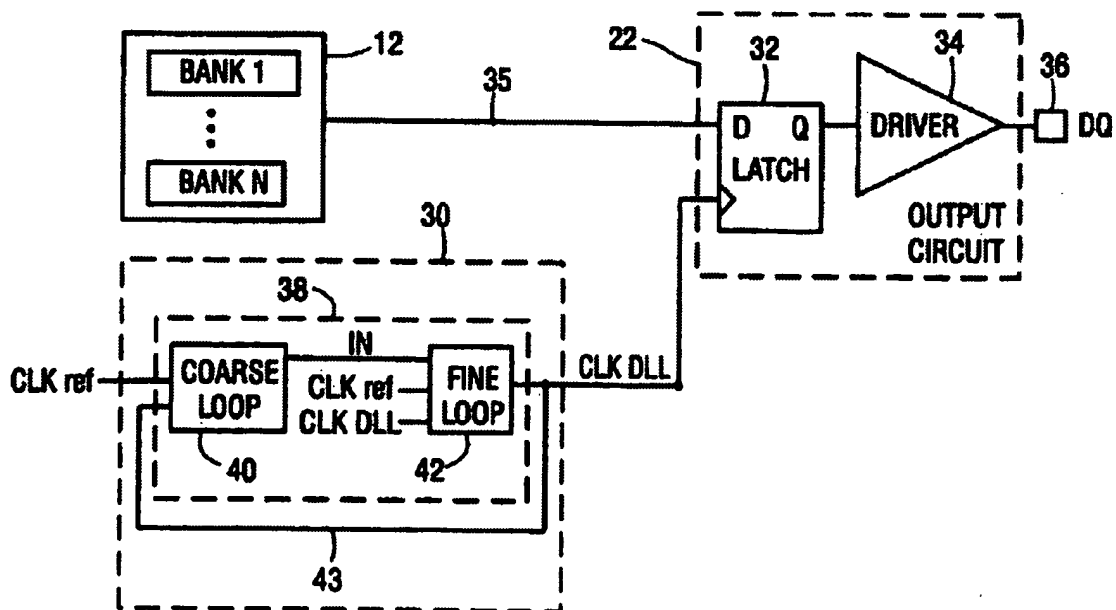 12
BANK 1
BANK N
35
22
32
D Q
LATCH
34
DRIVER
36
DQ
OUTPUT
CIRCUIT
30
38
CLK ref
COARSE
LOOP
40
IN
CLK ref
CLK DLL
FINE
LOOP
42
CLK DLL
43